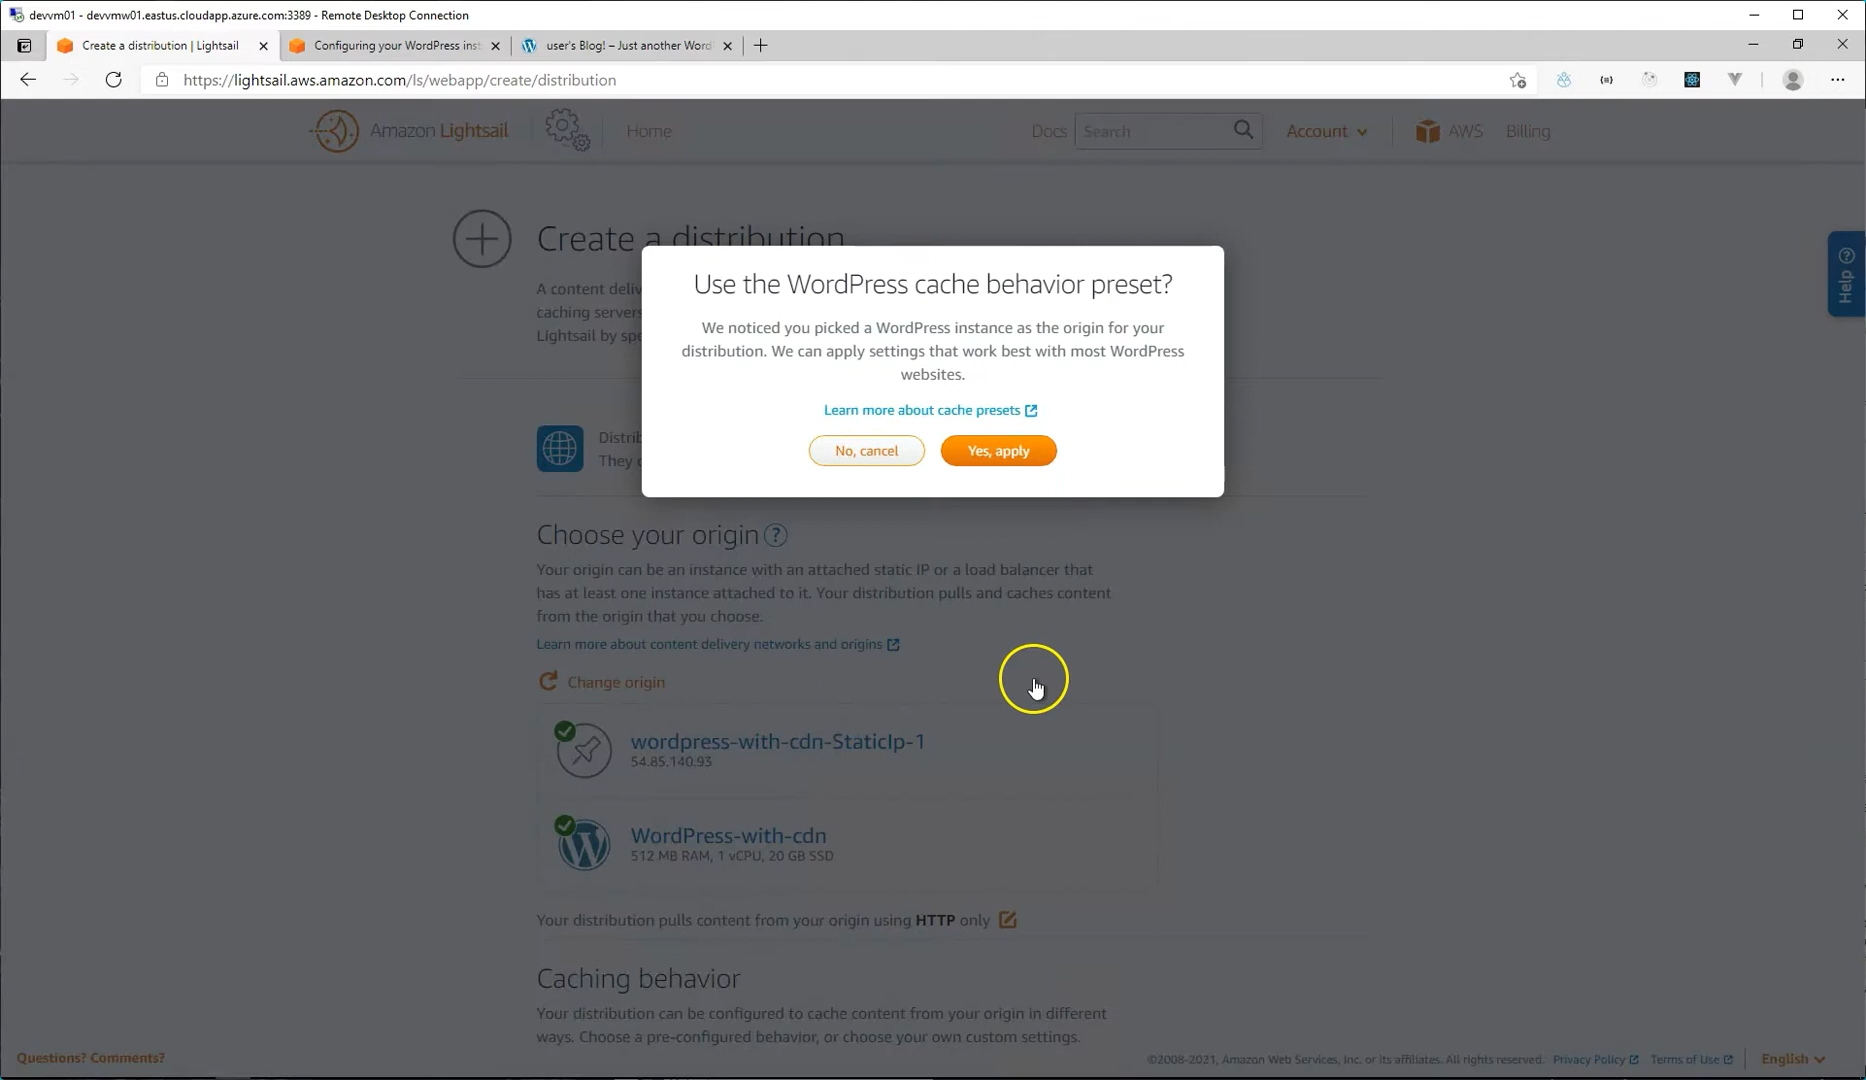 devvm01 - devvmw01.eastus.cloudapp.azure.com:3389 - Remote Desktop Connection
Create a distribution | Lightsail
Configuring your WordPress inst
user's Blog! – Just another Word
https://lightsail.aws.amazon.com/ls/webapp/create/distribution
Amazon Lightsail
Home
Docs
Search
Account
AWS
Billing
Create a distribution
A content deliv
caching servers
Lightsail by spe
Help
Use the WordPress cache behavior preset?
We noticed you picked a WordPress instance as the origin for your
distribution. We can apply settings that work best with most WordPress
websites.
Learn more about cache presets
No, cancel
Yes, apply
Distrib
They c
Choose your origin
Your origin can be an instance with an attached static IP or a load balancer that
has at least one instance attached to it. Your distribution pulls and caches content
from the origin that you choose.
Learn more about content delivery networks and origins
Change origin
wordpress-with-cdn-StaticIp-1
54.85.140.93
WordPress-with-cdn
512 MB RAM, 1 vCPU, 20 GB SSD
Your distribution pulls content from your origin using HTTP only
Caching behavior
Your distribution can be configured to cache content from your origin in different
ways. Choose a pre-configured behavior, or choose your own custom settings.
Questions? Comments?
©2008-2021, Amazon Web Services, Inc. or its affiliates. All rights reserved.
Privacy Policy
Terms of Use
English